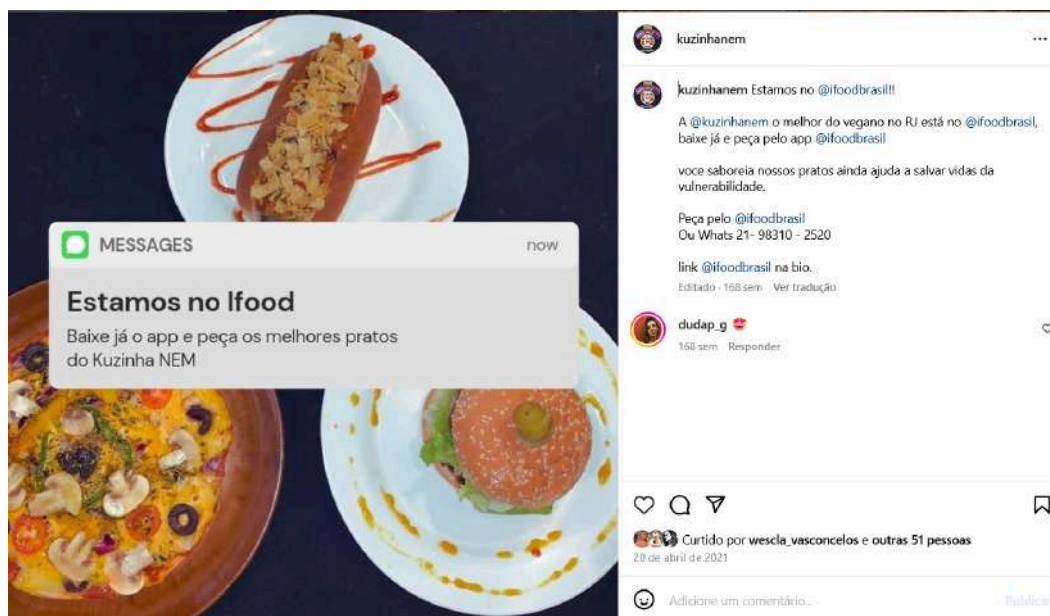 MESSAGES
now
Estamos no Ifood
Baixe já o app e peça os melhores pratos
do Kuzinha NEM
kuzinhanem
kuzinhanem Estamos no @ifoodbrasil!!
A @kuzinhanem o melhor do vegano no RJ está no @ifoodbrasil,
baixe já e peça pelo app @ifoodbrasil
voce saboreia nossos pratos ainda ajuda a salvar vidas da
vulnerabilidade.
Peça pelo @ifoodbrasil
Ou Whats 21- 98310 - 2520
link @ifoodbrasil na bio.
Editado · 168 sem Ver tradução
dudap_g
168 sem Responder
Curtido por wescla_vasconcelos e outras 51 pessoas
20 de abril de 2021
Adicione um comentário...
Publicar